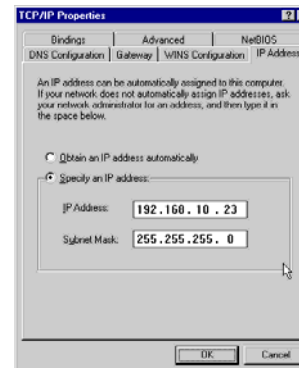 TCP/IP Properties
Bindings Advanced NetBIOS
DNS Configuration Gateway WINS Configuration IP Address
An IP address can be automatically assigned to this computer.
If your network does not automatically assign IP addresses, ask
your network administrator for an address, and then type it in
the space below.
Obtain an IP address automatically
Specify an IP address:
IP Address: 192.168.10.23
Subnet Mask: 255.255.255.0
OK Cancel